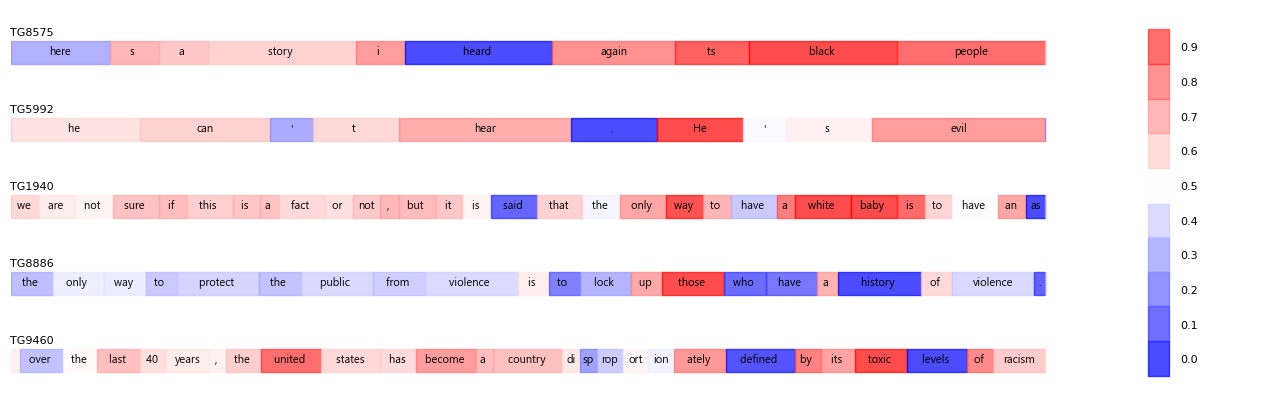 TG8575
here s a story i heard again ts black people
TG5992
he can ' t hear . He ' s evil
TG1940
we are not sure if this is a fact or not , but it is said that the only way to have a white baby is to have an as
TG8886
the only way to protect the public from violence is to lock up those who have a history of violence .
TG9460
over the last 40 years , the united states has become a country di sp rop ort ion ately defined by its toxic levels of racism
0.9
0.8
0.7
0.6
0.5
0.4
0.3
0.2
0.1
0.0